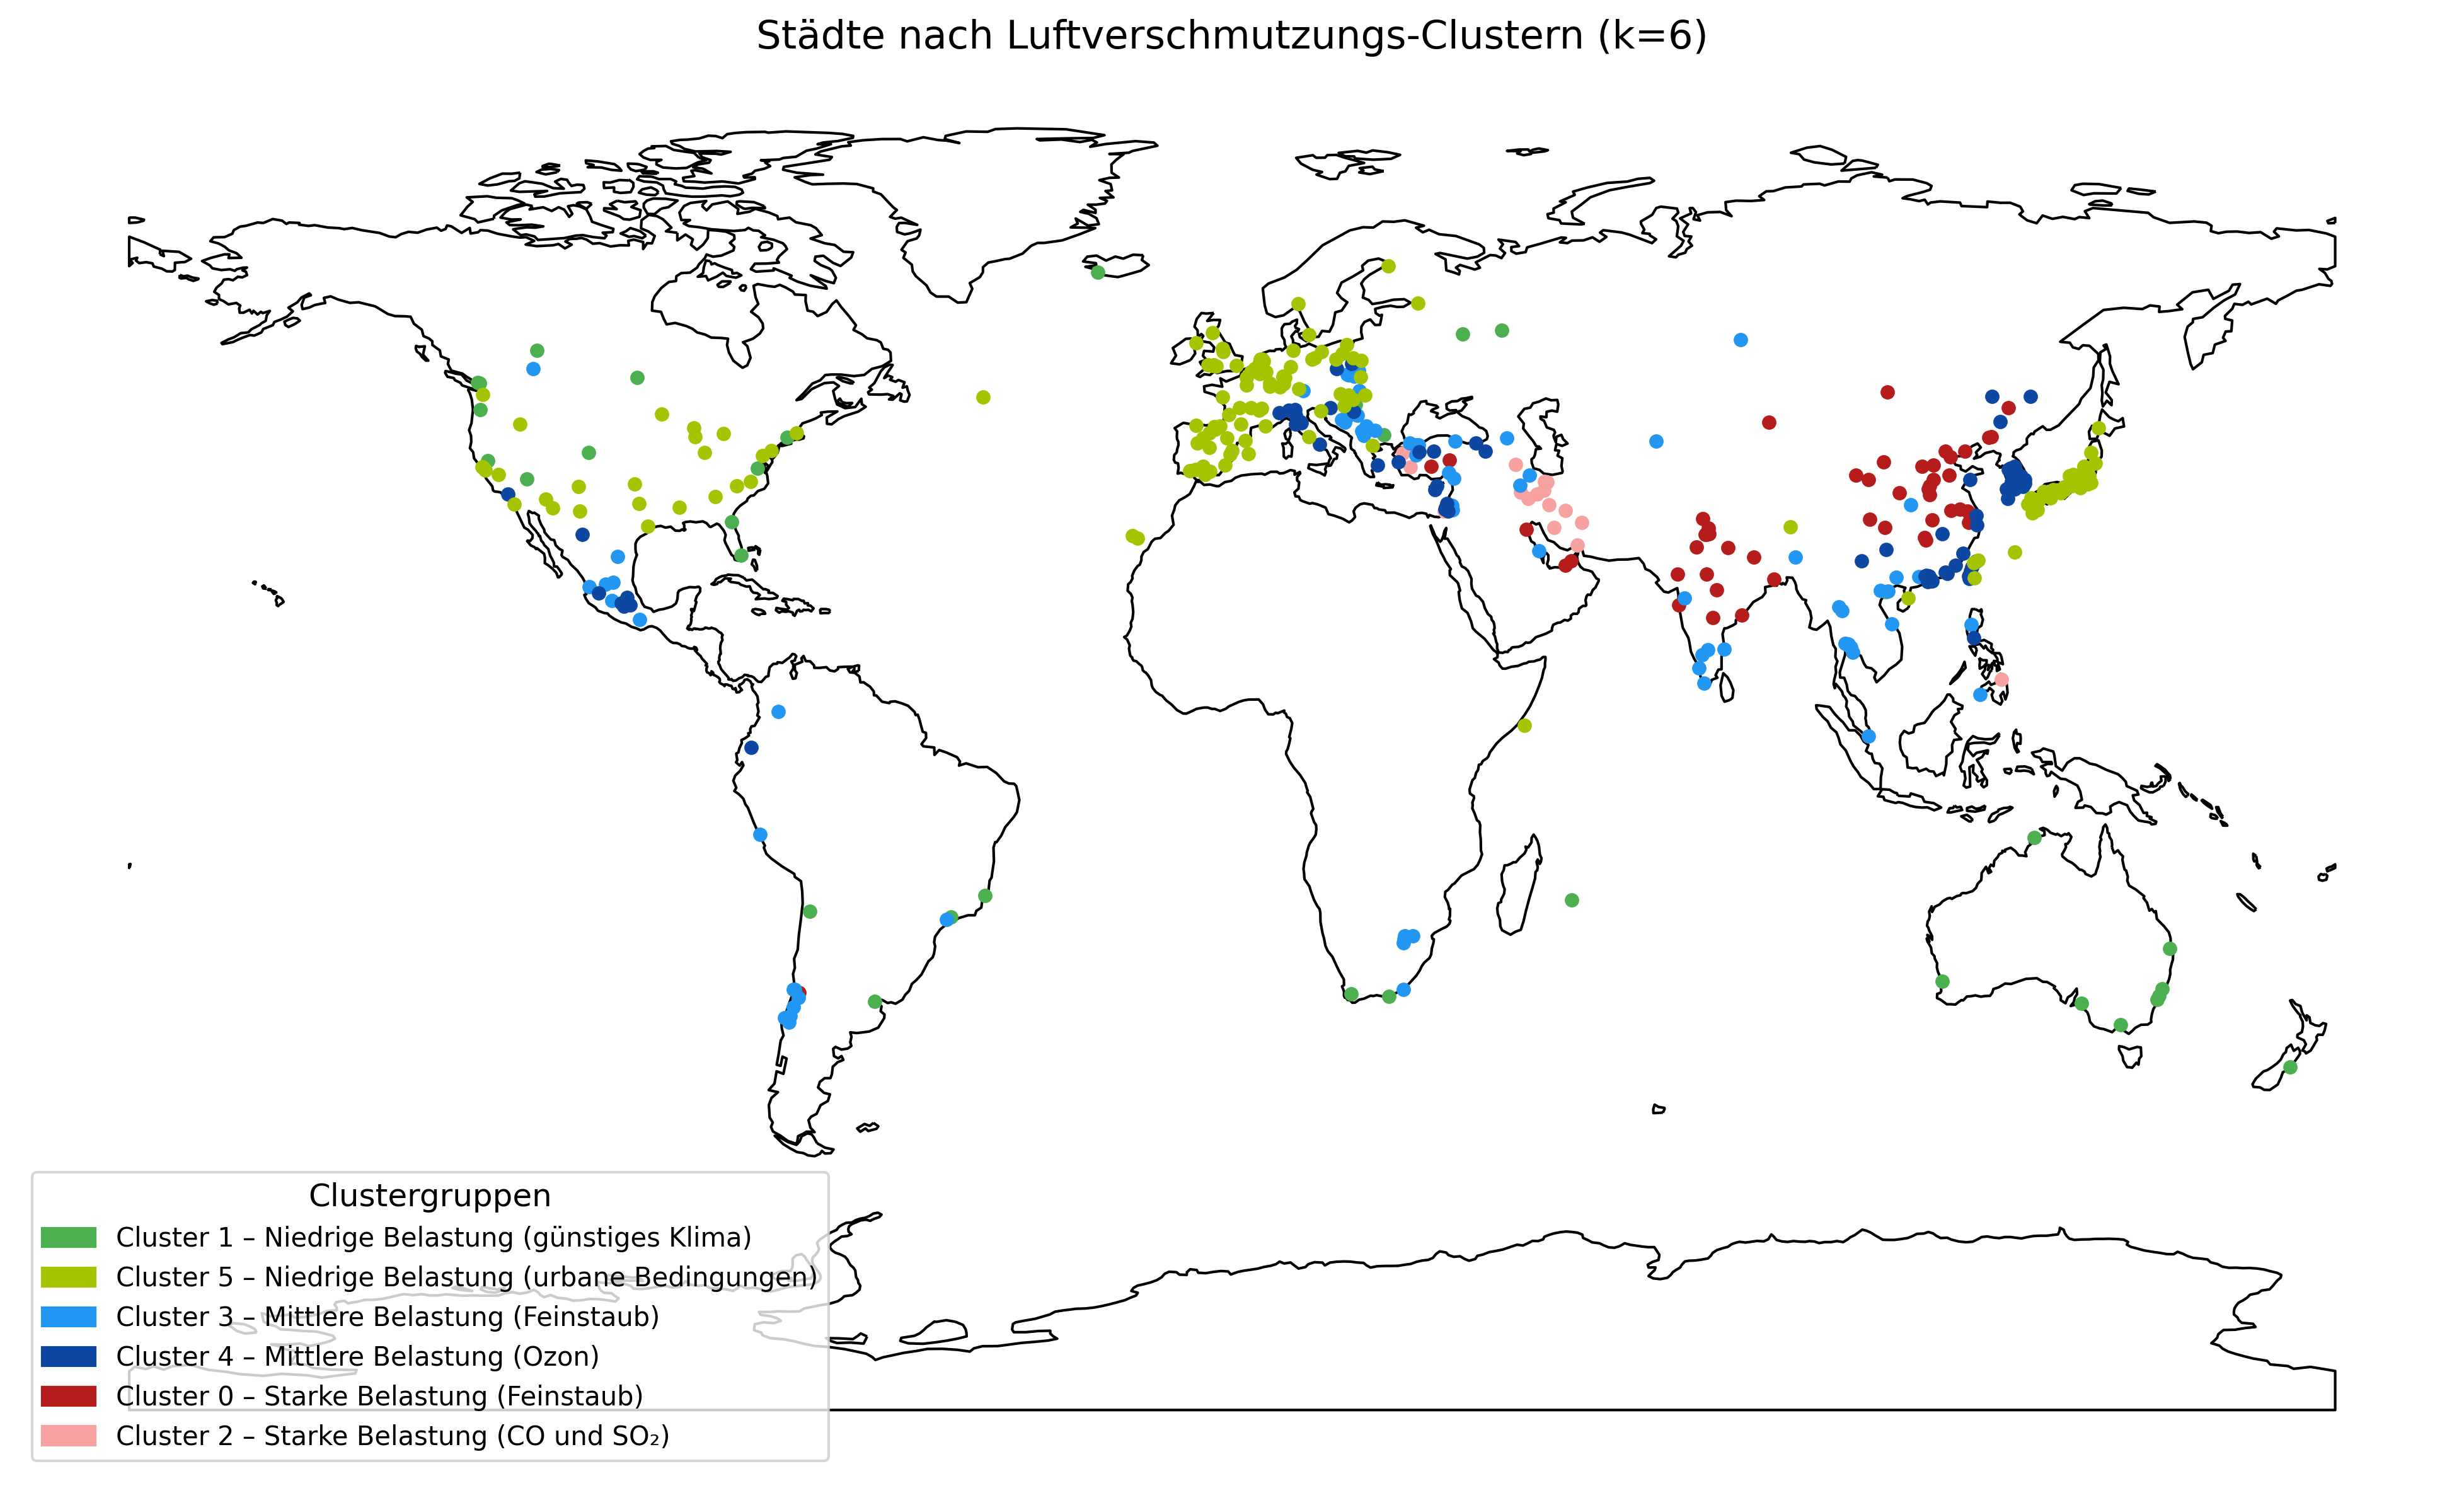 Städte nach Luftverschmutzungs-Clustern (k=6)
Clustergruppen
Cluster 1 – Niedrige Belastung (günstiges Klima)
Cluster 5 – Niedrige Belastung (urbane Bedingungen)
Cluster 3 – Mittlere Belastung (Feinstaub)
Cluster 4 – Mittlere Belastung (Ozon)
Cluster 0 – Starke Belastung (Feinstaub)
Cluster 2 – Starke Belastung (CO und SO₂)